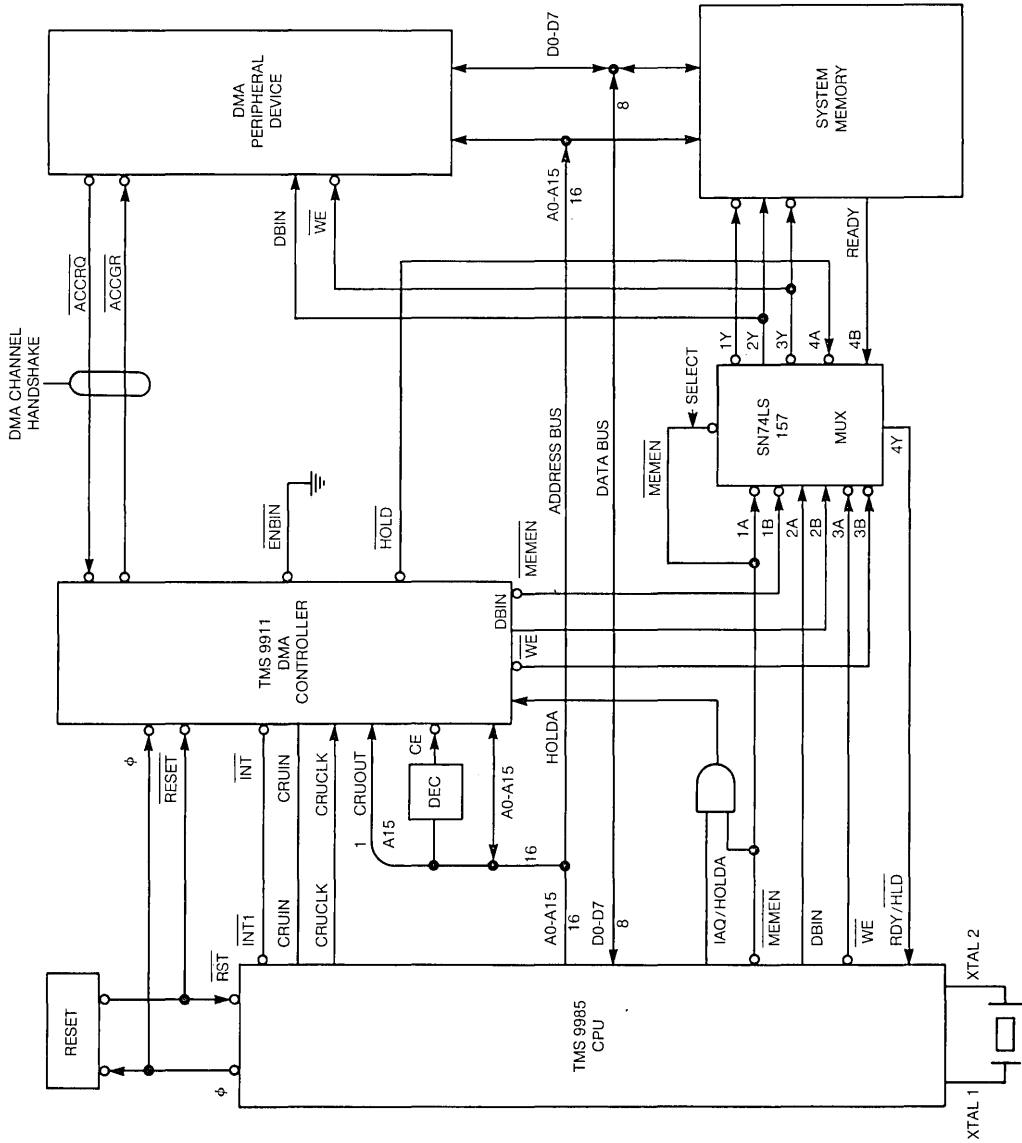 DMA CHANNEL
HANDSHAKE
ACCRQ
ACCGR
DMA
PERIPHERAL
DEVICE
DBIN
WE
D0-D7
8
A0-A15
16
RESET
φ
RESET
φ
RST
INT
INT1
CRUIN
CRUIN
CRUCLK
CRUCLK
CRUOUT
1
A15
DEC
CE
A0-A15
16
TMS 9911
DMA
CONTROLLER
ENBIN
HOLD
MEMEN
DBIN
WE
HOLDA
ADDRESS BUS
DATA BUS
A0-A15
16
D0-D7
8
TMS 9985
CPU
IAQ/HOLDA
MEMEN
DBIN
WE
RDY/HLD
XTAL 1
XTAL 2
MEMEN
SELECT
1A
1B
2A
2B
3A
3B
SN74LS
157
MUX
4Y
1Y
2Y
3Y
4A
4B
READY
SYSTEM
MEMORY